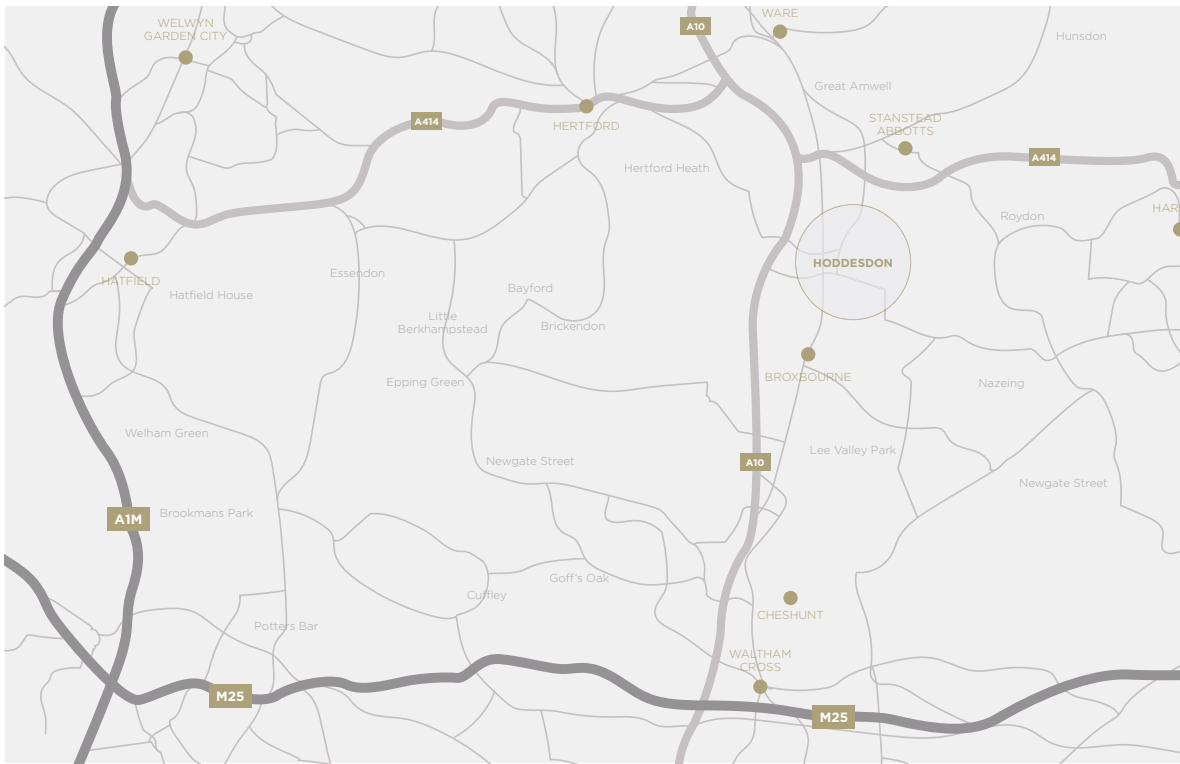 WELWYN
GARDEN CITY
A10
WARE
Hunsdon
Great Amwell
A414
HERTFORD
STANSTEAD
ABBOTTS
Hertford Heath
A414
Roydon
HATFIELD
Hatfield House
Essendon
HODDESDON
Bayford
Little
Berkhampstead
Brickendon
BROXBOURNE
Epping Green
Nazeing
Welham Green
Newgate Street
A10
Lee Valley Park
Newgate Street
A1M
Brookmans Park
Goff's Oak
Cuffley
CHESHUNT
Potters Bar
WALTHAM
CROSS
M25
M25